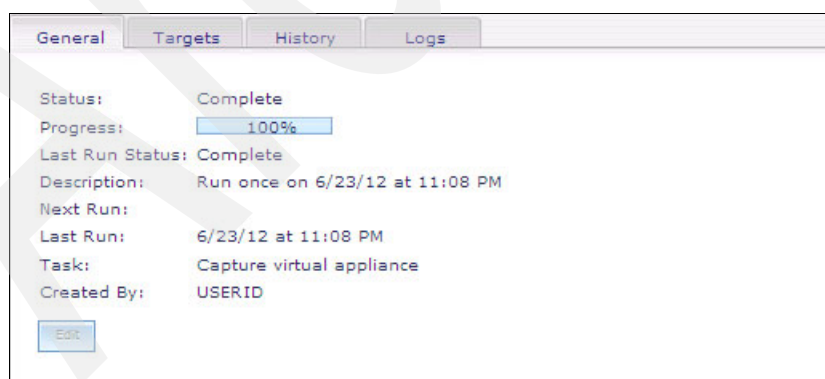 General Targets History Logs
Status: Complete
Progress: 100%
Last Run Status: Complete
Description: Run once on 6/23/12 at 11:08 PM
Next Run:
Last Run: 6/23/12 at 11:08 PM
Task: Capture virtual appliance
Created By: USERID
Edit